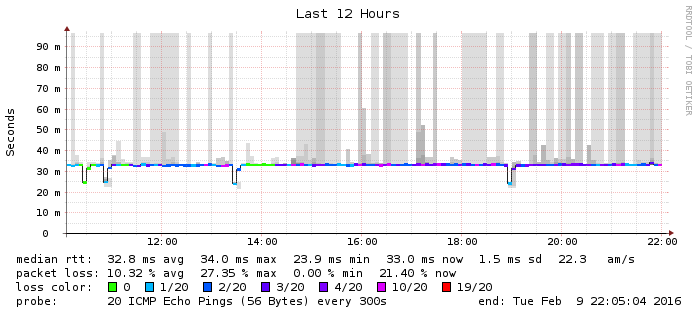 Last 12 Hours
RRDTOOL / TOBI OETIKER
Seconds
90 m
80 m
70 m
60 m
50 m
40 m
30 m
20 m
10 m
0
12:00 14:00 16:00 18:00 20:00 22:00
median rtt: 32.8 ms avg 34.0 ms max 23.9 ms min 33.0 ms now 1.5 ms sd 22.3 am/s
packet loss: 10.32 % avg 27.35 % max 0.00 % min 21.40 % now
loss color: 0 1/20 2/20 3/20 4/20 10/20 19/20
probe: 20 ICMP Echo Pings (56 Bytes) every 300s end: Tue Feb 9 22:05:04 2016